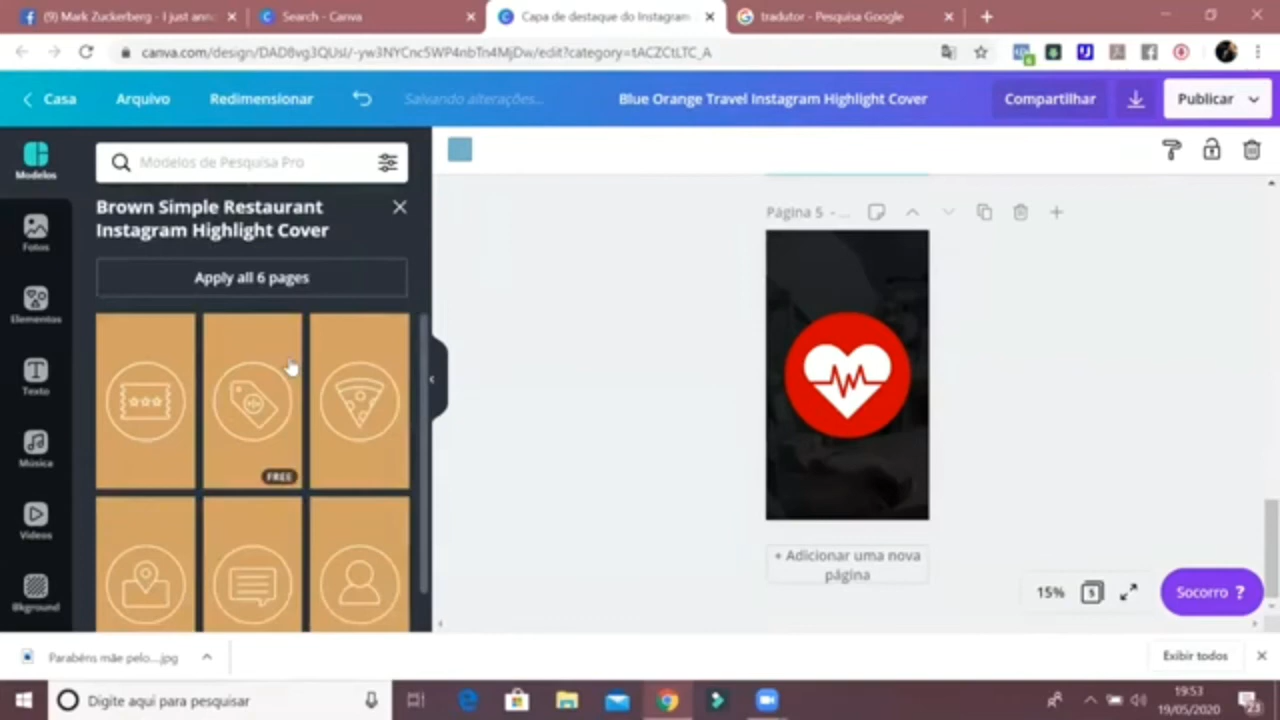 (9) Mark Zuckerberg - I just anno
Search - Canva
Capa de destaque do Instagram
tradutor - Pesquisa Google
canva.com/design/DAD8vg3QUsI/-yw3NYCnc5WP4nbTn4MjDw/edit?category=tACZCtLTC_A
Casa
Arquivo
Redimensionar
Salvando alterações...
Blue Orange Travel Instagram Highlight Cover
Compartilhar
Publicar
Modelos
Modelos de Pesquisa Pro
Brown Simple Restaurant
Instagram Highlight Cover
Apply all 6 pages
FREE
Fotos
Elementos
Texto
Música
Vídeos
Bkground
Página 5 - ...
+ Adicionar uma nova
página
15%
5
Socorro ?
Parabéns mãe pelo....jpg
Exibir todos
Digite aqui para pesquisar
19:53
19/05/2020
23